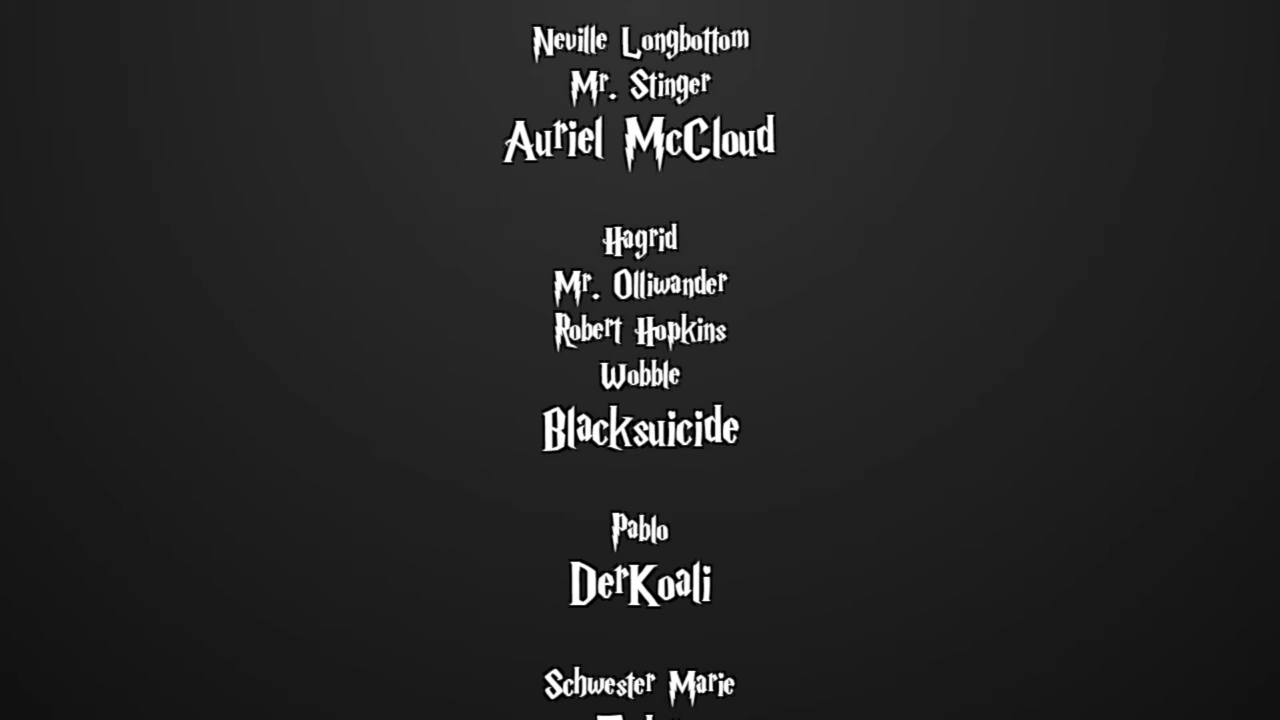 Neville Longbottom
Mr. Stinger
Auriel McCloud
Hagrid
Mr. Olliwander
Robert Hopkins
Wobble
Blacksuicide
Pablo
DerKoali
Schwester Marie